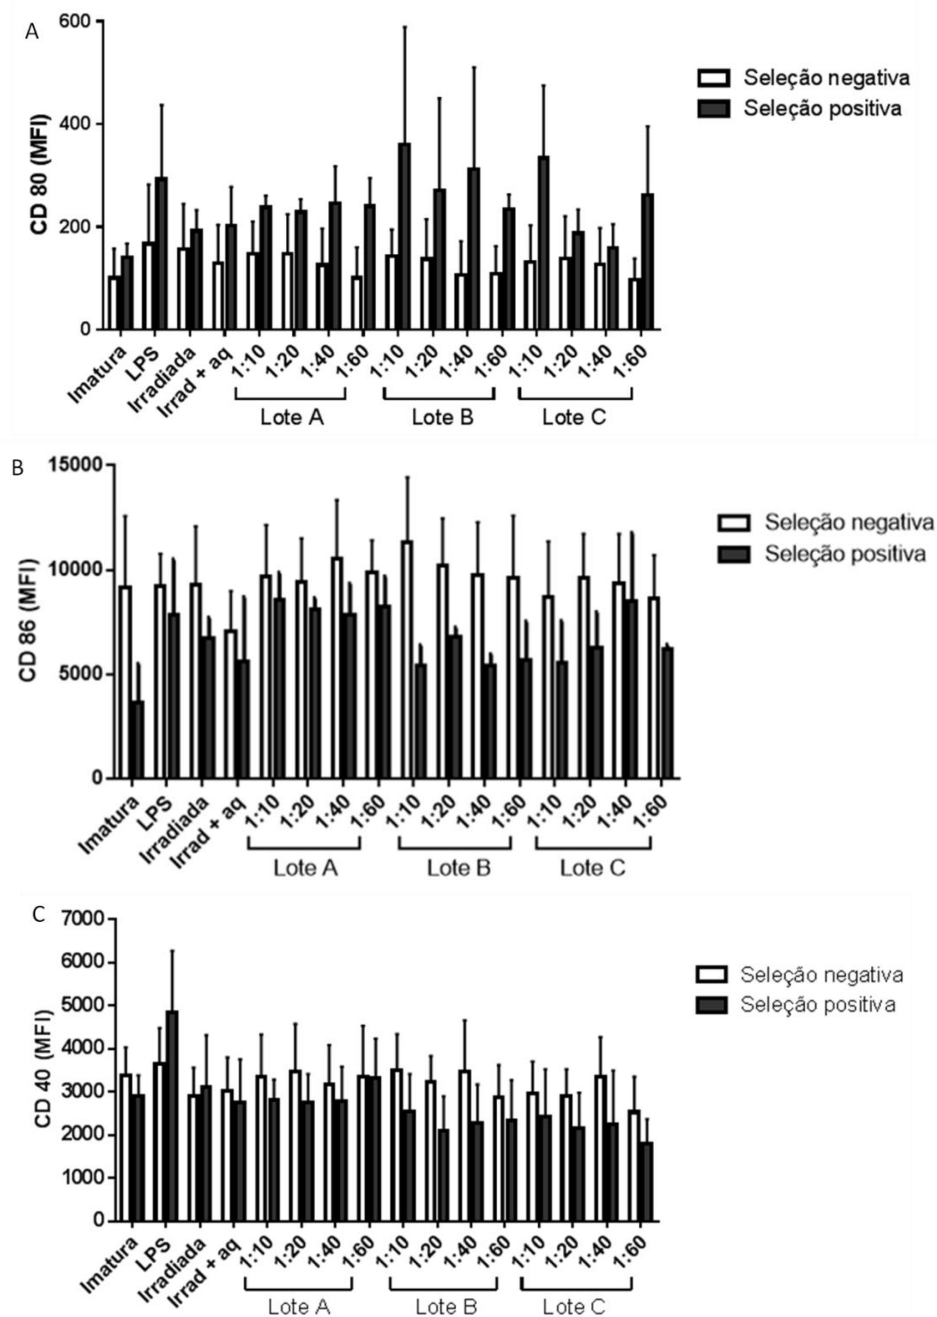 A
CD 80 (MFI)
600
400
200
0
Seleção negativa
Seleção positiva
Imatura
LPS
Irradiada
Irrad + aq
1:10
1:20
1:40
1:60
1:10
1:20
1:40
1:60
1:10
1:20
1:40
1:60
Lote A
Lote B
Lote C
B
CD 86 (MFI)
15000
10000
5000
0
Seleção negativa
Seleção positiva
Imatura
LPS
Irradiada
Irrad + aq
1:10
1:20
1:40
1:60
1:10
1:20
1:40
1:60
1:10
1:20
1:40
1:60
Lote A
Lote B
Lote C
C
CD 40 (MFI)
7000
6000
5000
4000
3000
2000
1000
0
Seleção negativa
Seleção positiva
Imatura
LPS
Irradiada
Irrad + aq
1:10
1:20
1:40
1:60
1:10
1:20
1:40
1:60
1:10
1:20
1:40
1:60
Lote A
Lote B
Lote C